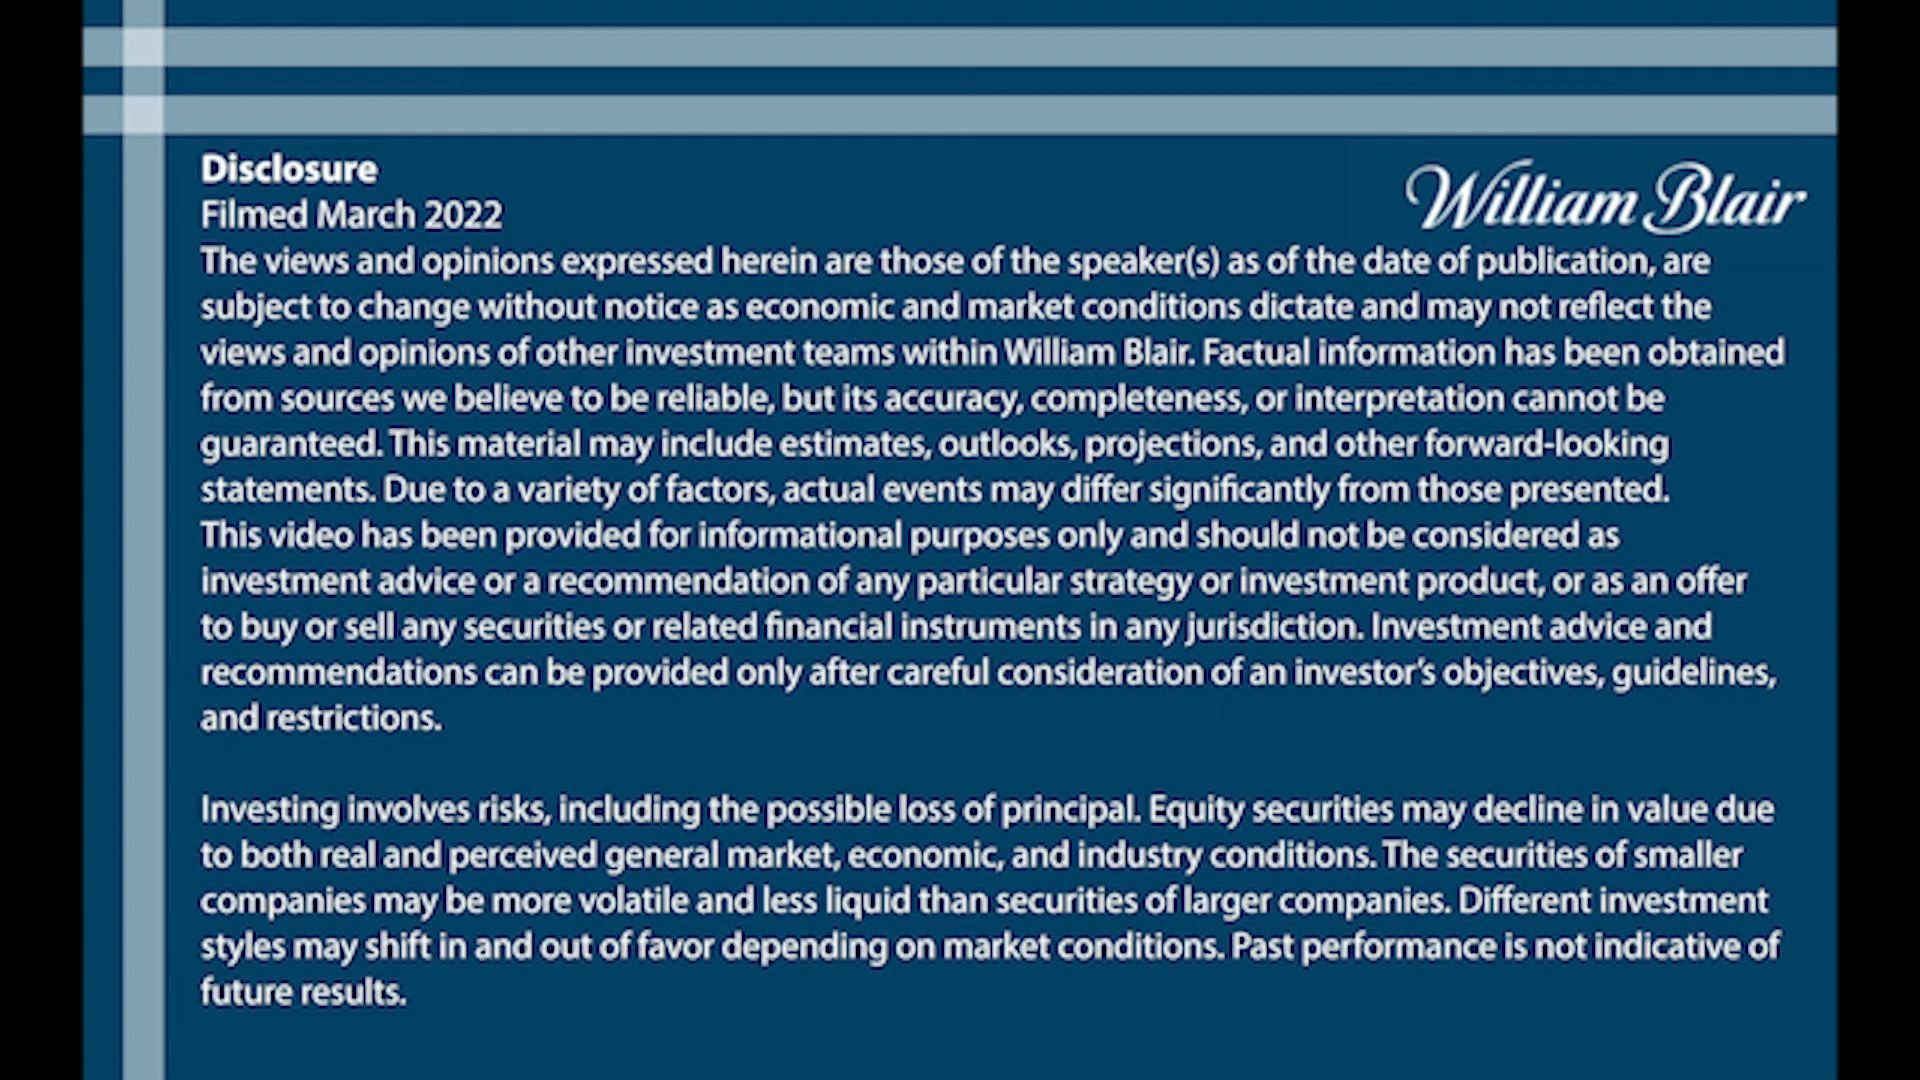 Disclosure
William Blair
Filmed March 2022
The views and opinions expressed herein are those of the speaker(s) as of the date of publication, are
subject to change without notice as economic and market conditions dictate and may not reflect the
views and opinions of other investment teams within William Blair. Factual information has been obtained
from sources we believe to be reliable, but its accuracy, completeness, or interpretation cannot be
guaranteed. This material may include estimates, outlooks, projections, and other forward-looking
statements. Due to a variety of factors, actual events may differ significantly from those presented.
This video has been provided for informational purposes only and should not be considered as
investment advice or a recommendation of any particular strategy or investment product, or as an offer
to buy or sell any securities or related financial instruments in any jurisdiction. Investment advice and
recommendations can be provided only after careful consideration of an investor’s objectives, guidelines,
and restrictions.
Investing involves risks, including the possible loss of principal. Equity securities may decline in value due
to both real and perceived general market, economic, and industry conditions. The securities of smaller
companies may be more volatile and less liquid than securities of larger companies. Different investment
styles may shift in and out of favor depending on market conditions. Past performance is not indicative of
future results.